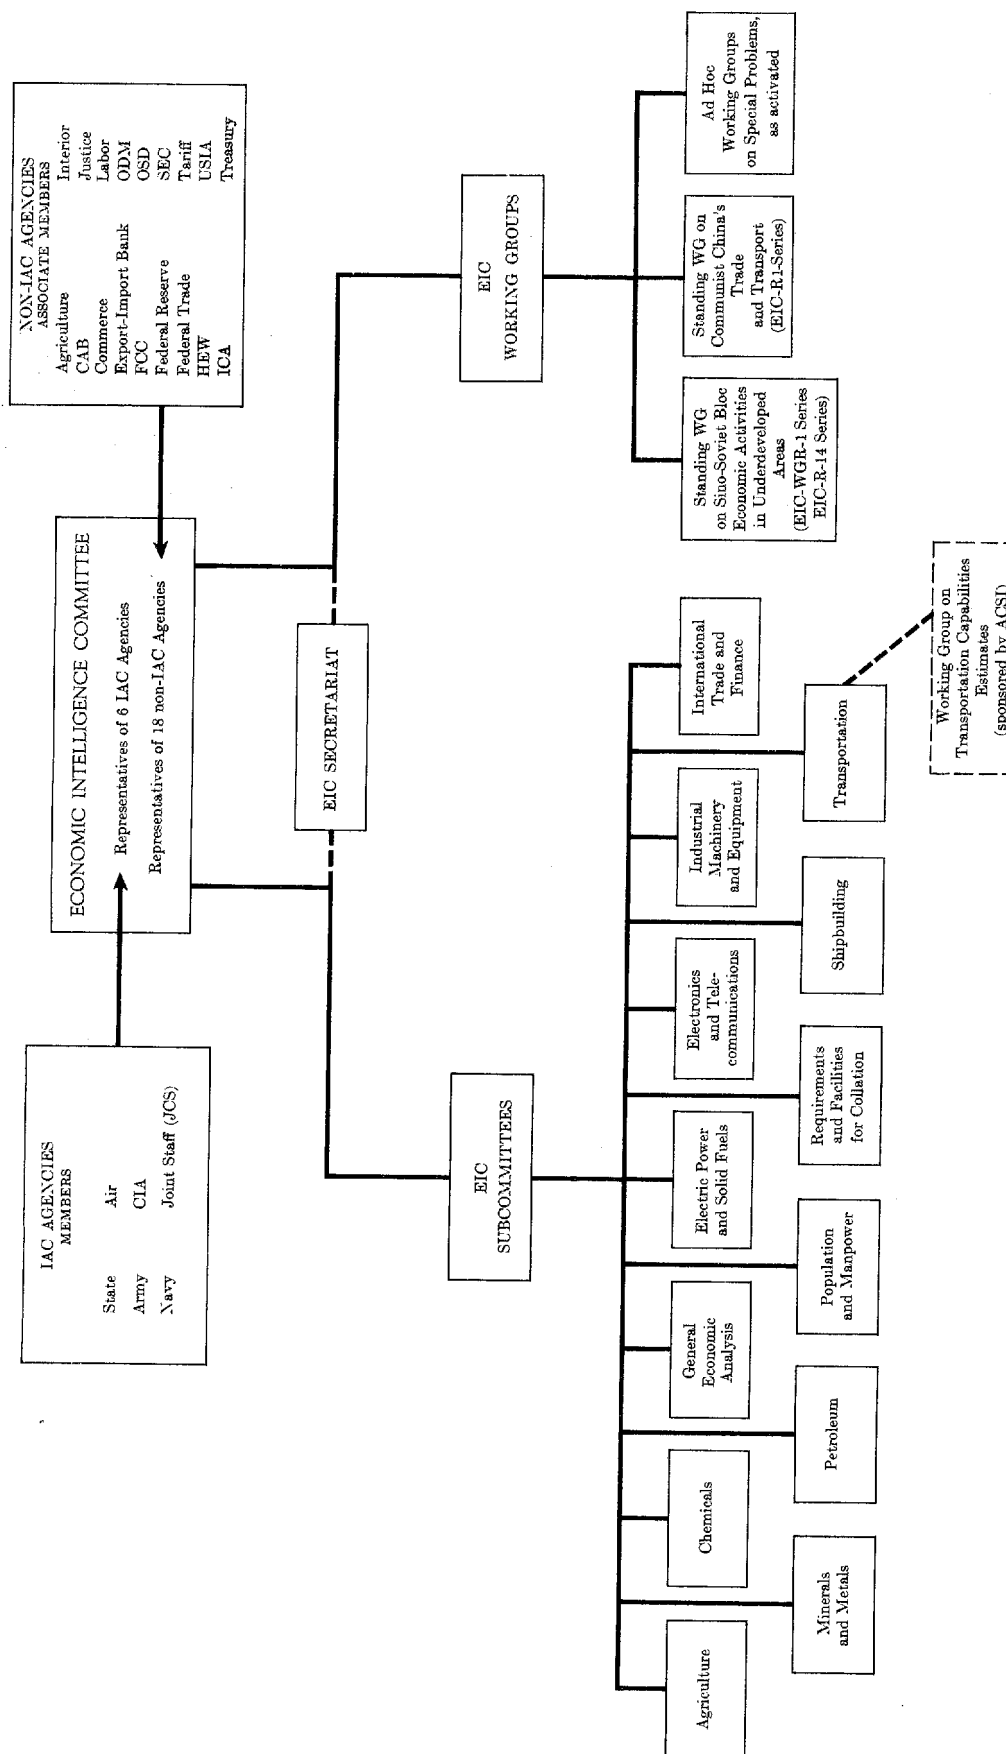 IAC AGENCIES
MEMBERS
State Air
Army CIA
Navy Joint Staff (JCS)
ECONOMIC INTELLIGENCE COMMITTEE
Representatives of 6 IAC Agencies
Representatives of 18 non-IAC Agencies
NON-IAC AGENCIES
ASSOCIATE MEMBERS
Agriculture Interior
CAB Justice
Commerce Labor
Export-Import Bank ODM
FCC OSD
Federal Reserve SEC
Federal Trade Tariff
HEW USIA
ICA Treasury
EIC SECRETARIAT
EIC
SUBCOMMITTEES
EIC
WORKING GROUPS
Agriculture
Chemicals
General
Economic
Analysis
Electric Power
and Solid Fuels
Electronics
and Tele-
communications
Industrial
Machinery
and Equipment
International
Trade and
Finance
Minerals
and Metals
Petroleum
Population
and Manpower
Requirements
and Facilities
for Collation
Shipbuilding
Transportation
Working Group on
Transportation Capabilities
Estimates
(sponsored by ACSI)
Standing WG
on Sino-Soviet Bloc
Economic Activities
in Underdeveloped
Areas
(EIC-WGR-1 Series
EIC-R-14 Series)
Standing WG on
Communist China's
Trade
and Transport
(EIC-R1-Series)
Ad Hoc
Working Groups
on Special Problems,
as activated